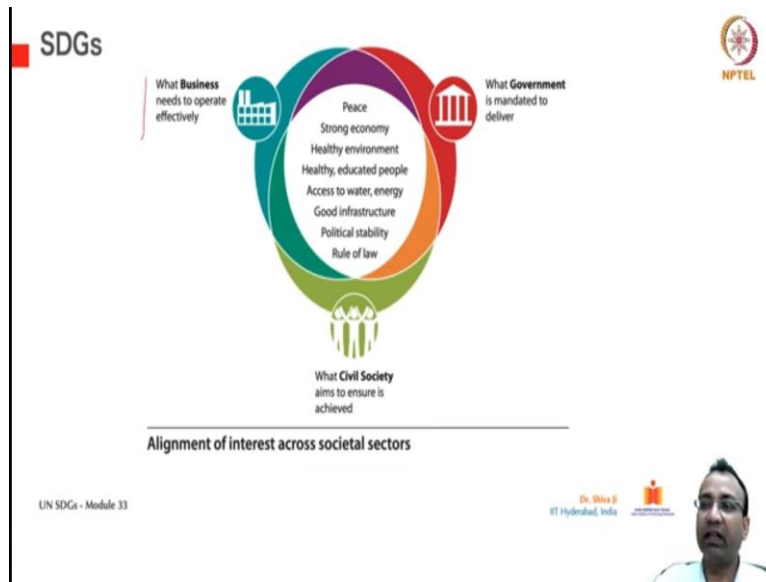 SDGs
NPTEL
What Business
needs to operate
effectively
What Government
is mandated to
deliver
Peace
Strong economy
Healthy environment
Healthy, educated people
Access to water, energy
Good infrastructure
Political stability
Rule of law
What Civil Society
aims to ensure is
achieved
Alignment of interest across societal sectors
UN SDGs - Module 33
Dr. Shiva Ji
IIT Hyderabad, India